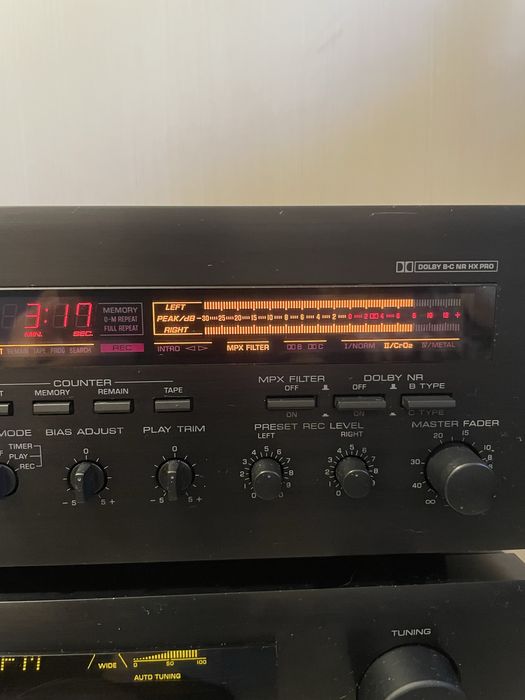 DOLBY B·C NR HX PRO
3:17
MIN. SEC.
MEMORY
O-M REPEAT
FULL REPEAT
REC
LEFT
PEAK/dB -30 25 20 15 10 8 6 4 2 0 2 4 6 8 10 18 +
RIGHT
REMAIN TAPE PROG SEARCH
INTRO
MPX FILTER
B C
I/NORM II/CrO2 IV/METAL
COUNTER
MEMORY REMAIN TAPE
MPX FILTER
OFF
ON
DOLBY NR
OFF B TYPE
ON C TYPE
MODE
TIMER
PLAY
REC
BIAS ADJUST
0
-5 5+
PLAY TRIM
0
-5 5+
PRESET REC LEVEL
LEFT RIGHT
MASTER FADER
20 15 10 8
30
40
∞
WIDE
0 50 100
AUTO TUNING
TUNING